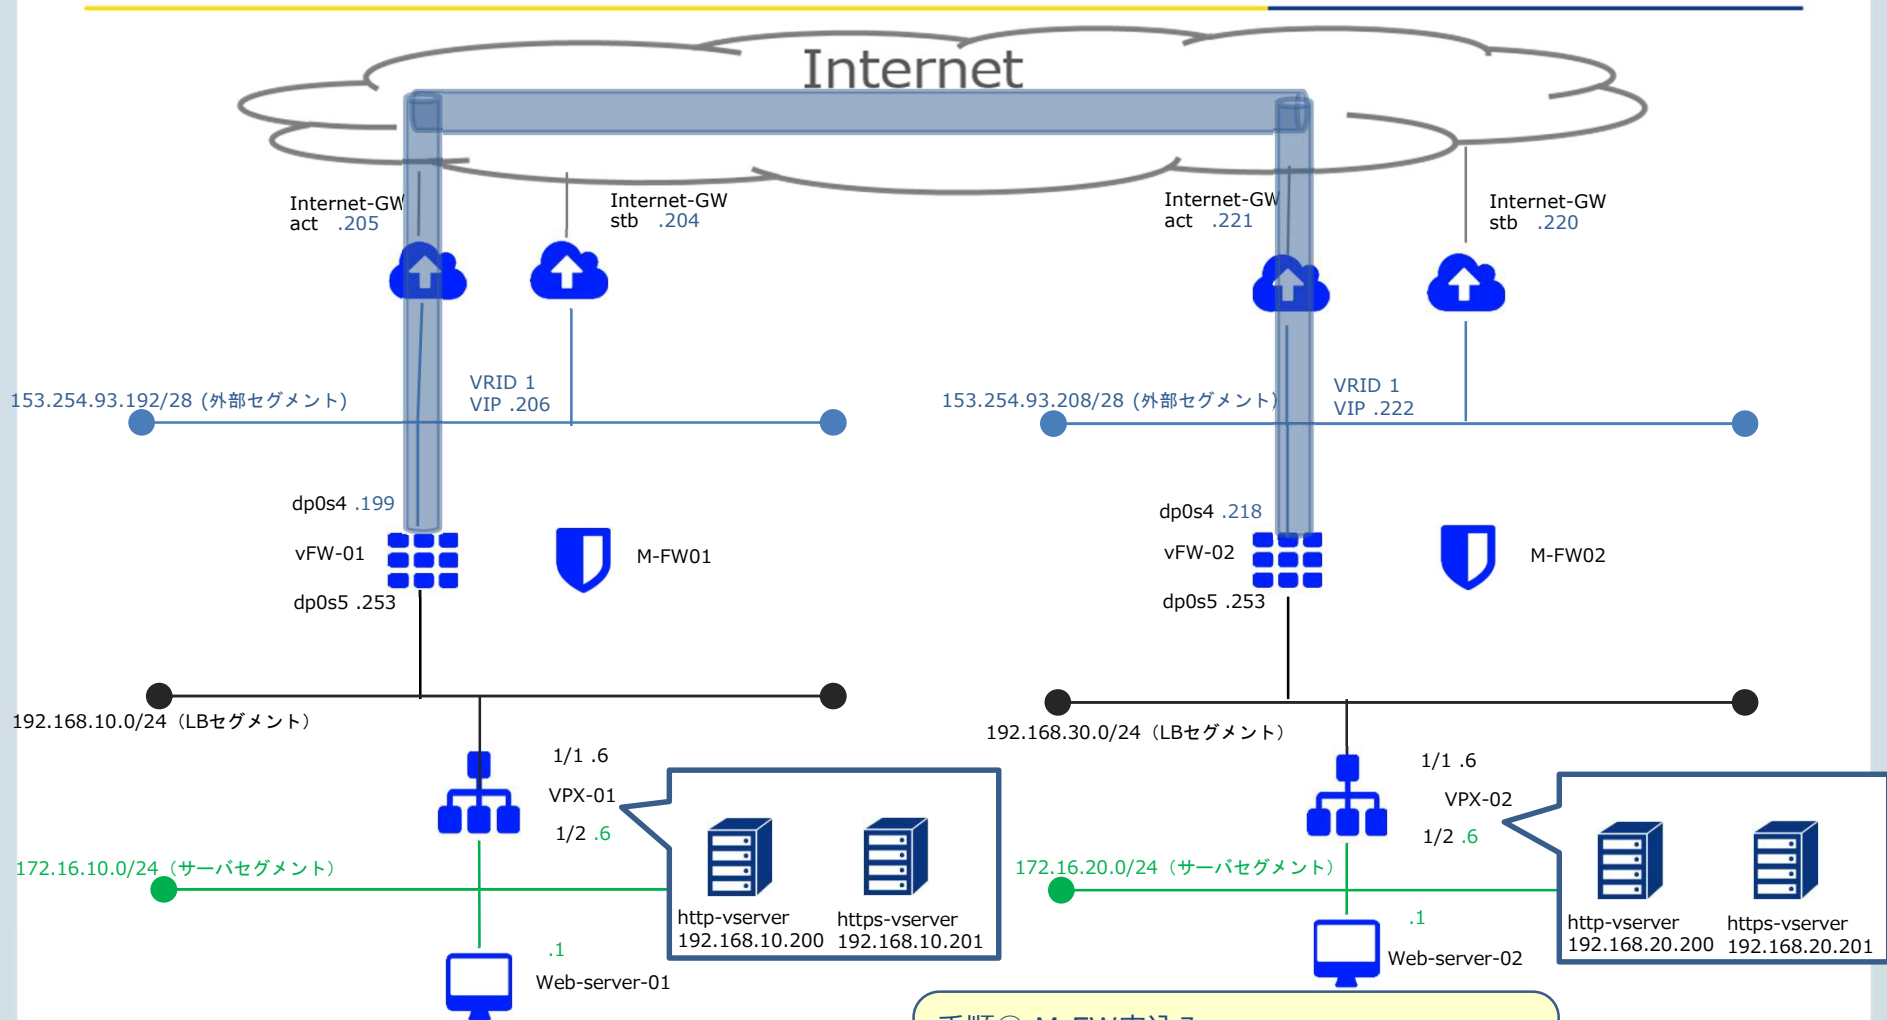 Internet
Internet-GW
act .205
Internet-GW
stb .204
Internet-GW
act .221
Internet-GW
stb .220
VRID 1
VIP .206
153.254.93.192/28 (外部セグメント)
VRID 1
VIP .222
153.254.93.208/28 (外部セグメント)
dp0s4 .199
vFW-01
dp0s5 .253
M-FW01
dp0s4 .218
vFW-02
dp0s5 .253
M-FW02
192.168.10.0/24（LBセグメント）
192.168.30.0/24（LBセグメント）
1/1 .6
VPX-01
1/2 .6
1/1 .6
VPX-02
1/2 .6
172.16.10.0/24（サーバセグメント）
172.16.20.0/24（サーバセグメント）
http-vserver
192.168.10.200
https-vserver
192.168.10.201
http-vserver
192.168.20.200
https-vserver
192.168.20.201
.1
Web-server-01
.1
Web-server-02
M-FW申込み